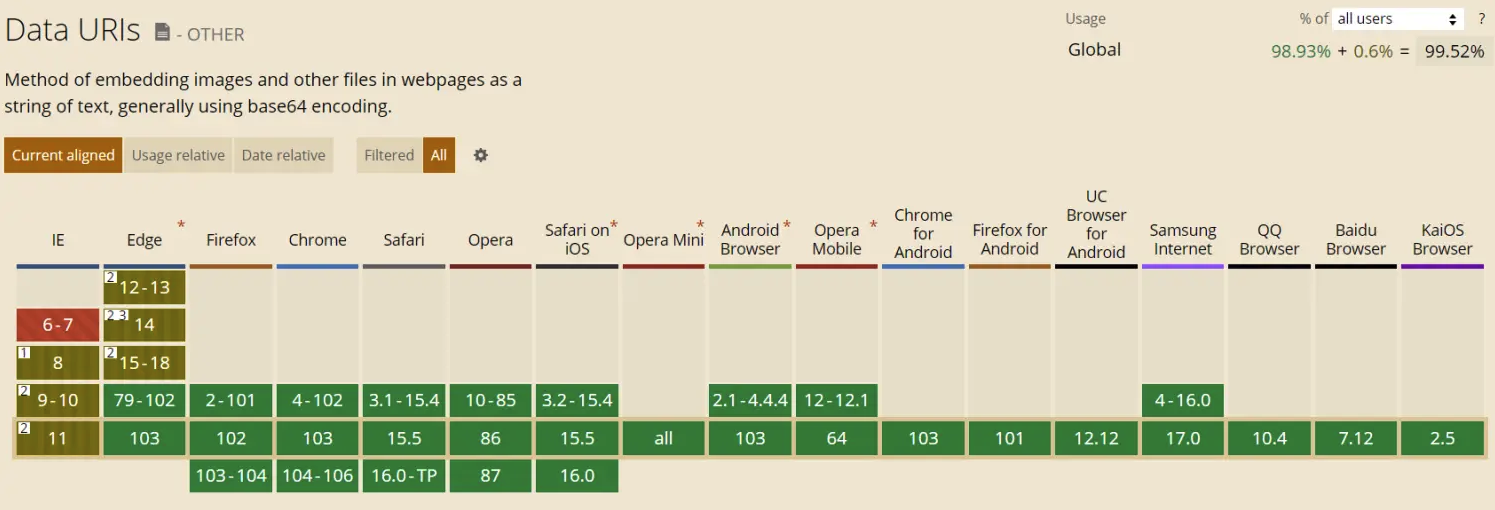 Data URIs - OTHER
Usage % of all users ?
Global 98.93% + 0.6% = 99.52%
Method of embedding images and other files in webpages as a
string of text, generally using base64 encoding.
Current aligned Usage relative Date relative Filtered All
IE Edge * Firefox Chrome Safari Opera Safari on iOS * Opera Mini * Android Browser * Opera Mobile * Chrome for Android Firefox for Android UC Browser for Android Samsung Internet QQ Browser Baidu Browser KaiOS Browser
2 12-13
6-7 2 3 14
1 8 2 15-18
2 9-10 79-102 2-101 4-102 3.1-15.4 10-85 3.2-15.4 2.1-4.4.4 12-12.1 4-16.0
2 11 103 102 103 15.5 86 15.5 all 103 64 103 101 12.12 17.0 10.4 7.12 2.5
103-104 104-106 16.0-TP 87 16.0